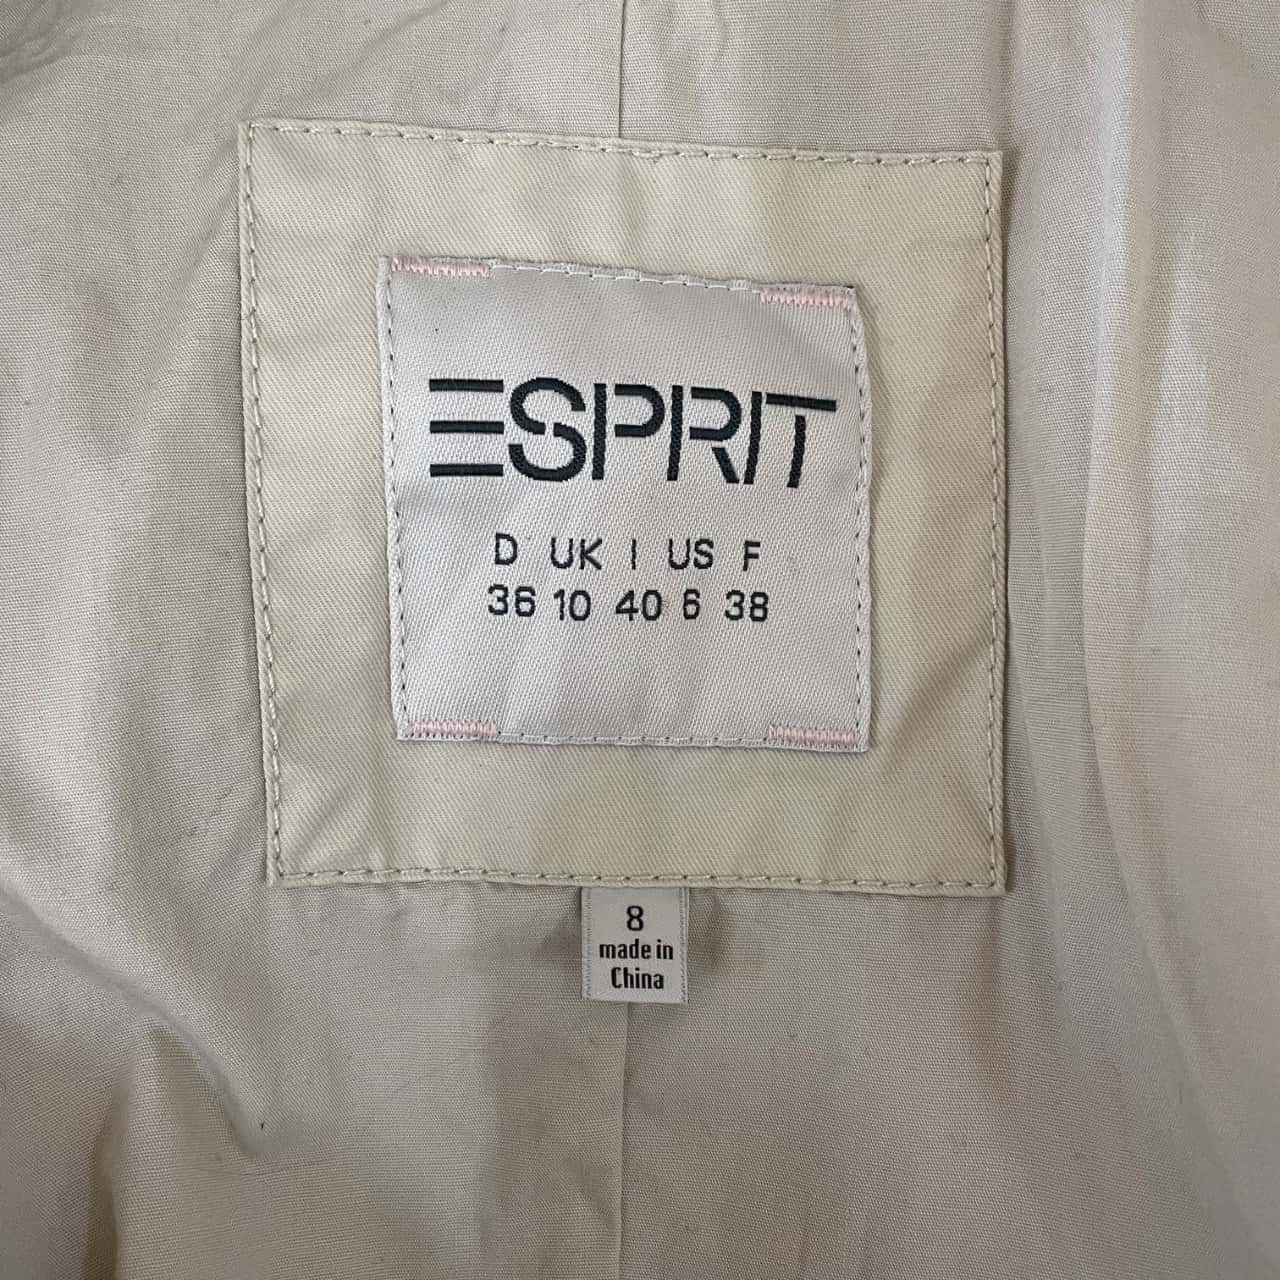 ESPRIT
D UK I US F
36 10 40 6 38
8
made in
China